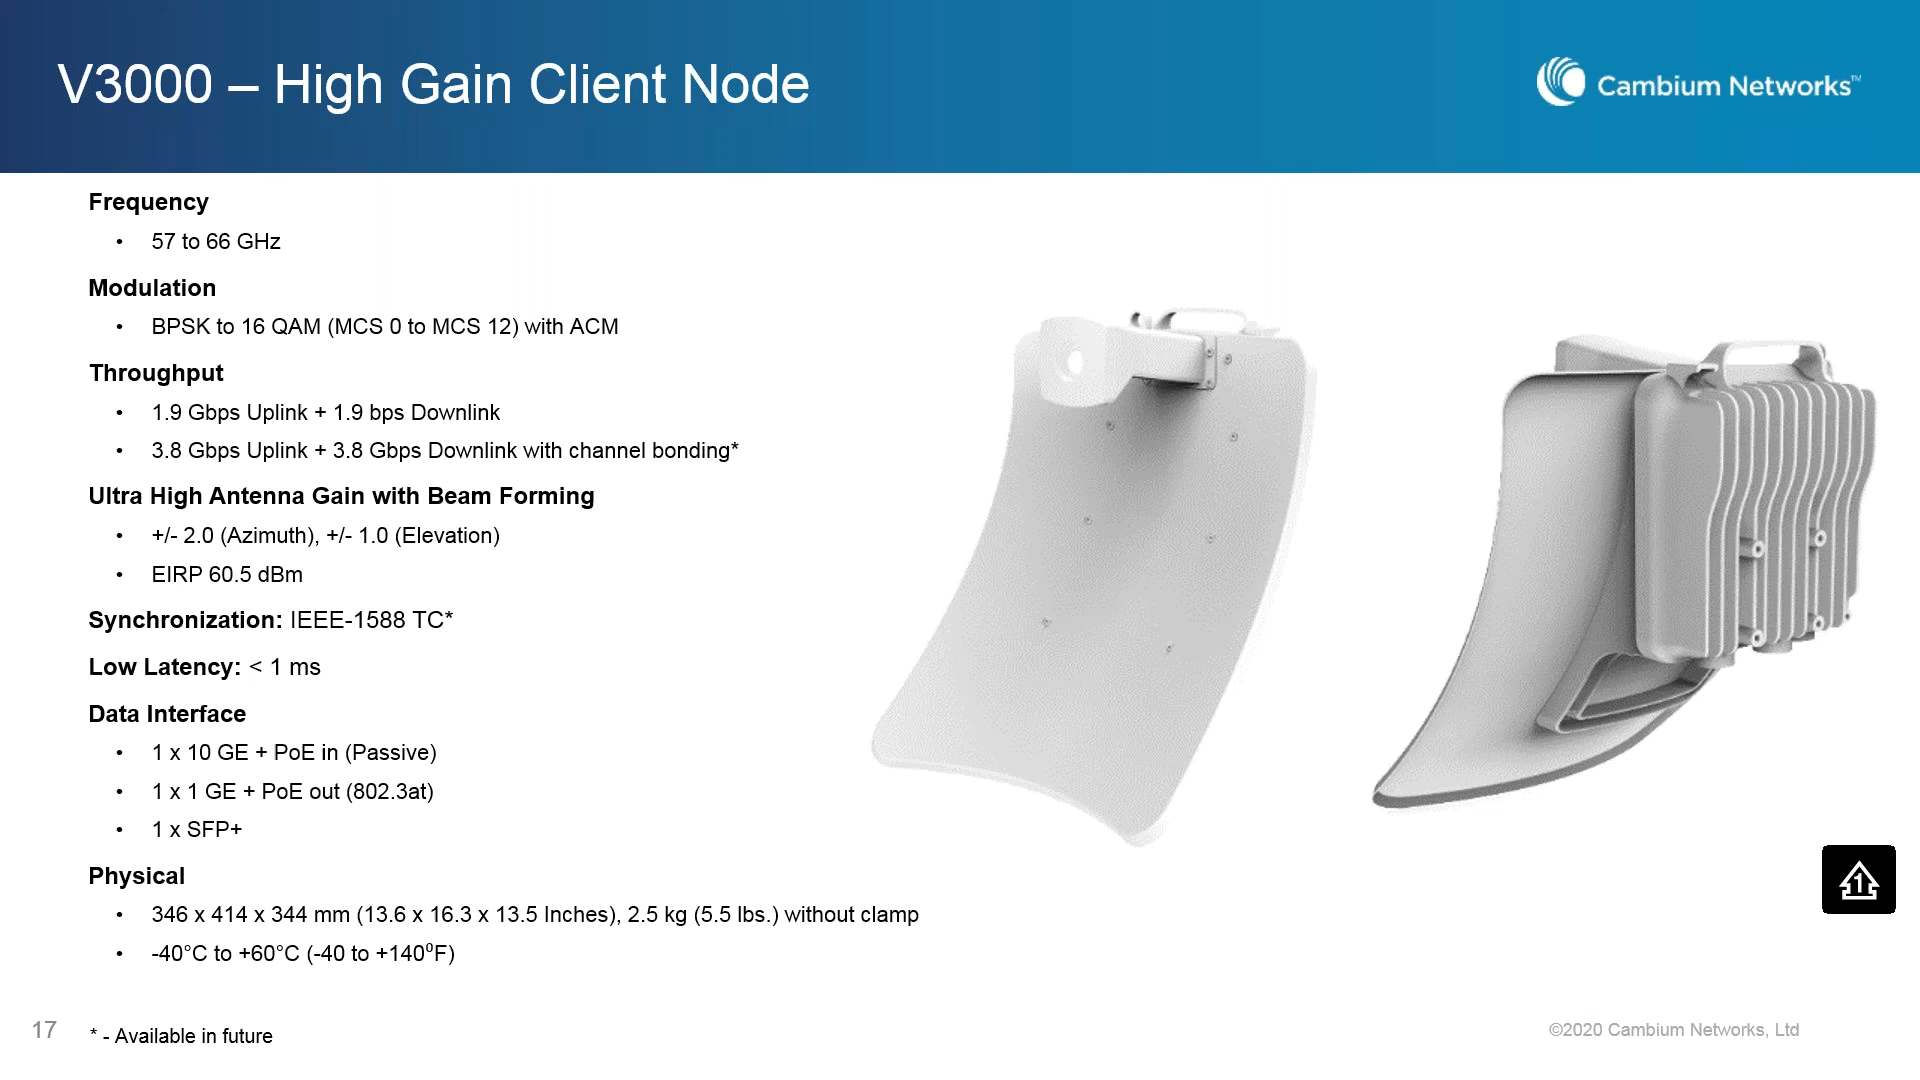 V3000 – High Gain Client Node
Cambium Networks™
Frequency
• 57 to 66 GHz
Modulation
• BPSK to 16 QAM (MCS 0 to MCS 12) with ACM
Throughput
• 1.9 Gbps Uplink + 1.9 bps Downlink
• 3.8 Gbps Uplink + 3.8 Gbps Downlink with channel bonding*
Ultra High Antenna Gain with Beam Forming
• +/- 2.0 (Azimuth), +/- 1.0 (Elevation)
• EIRP 60.5 dBm
Synchronization: IEEE-1588 TC*
Low Latency: < 1 ms
Data Interface
• 1 x 10 GE + PoE in (Passive)
• 1 x 1 GE + PoE out (802.3at)
• 1 x SFP+
Physical
• 346 x 414 x 344 mm (13.6 x 16.3 x 13.5 Inches), 2.5 kg (5.5 lbs.) without clamp
• -40°C to +60°C (-40 to +140⁰F)
1
17
* - Available in future
©2020 Cambium Networks, Ltd